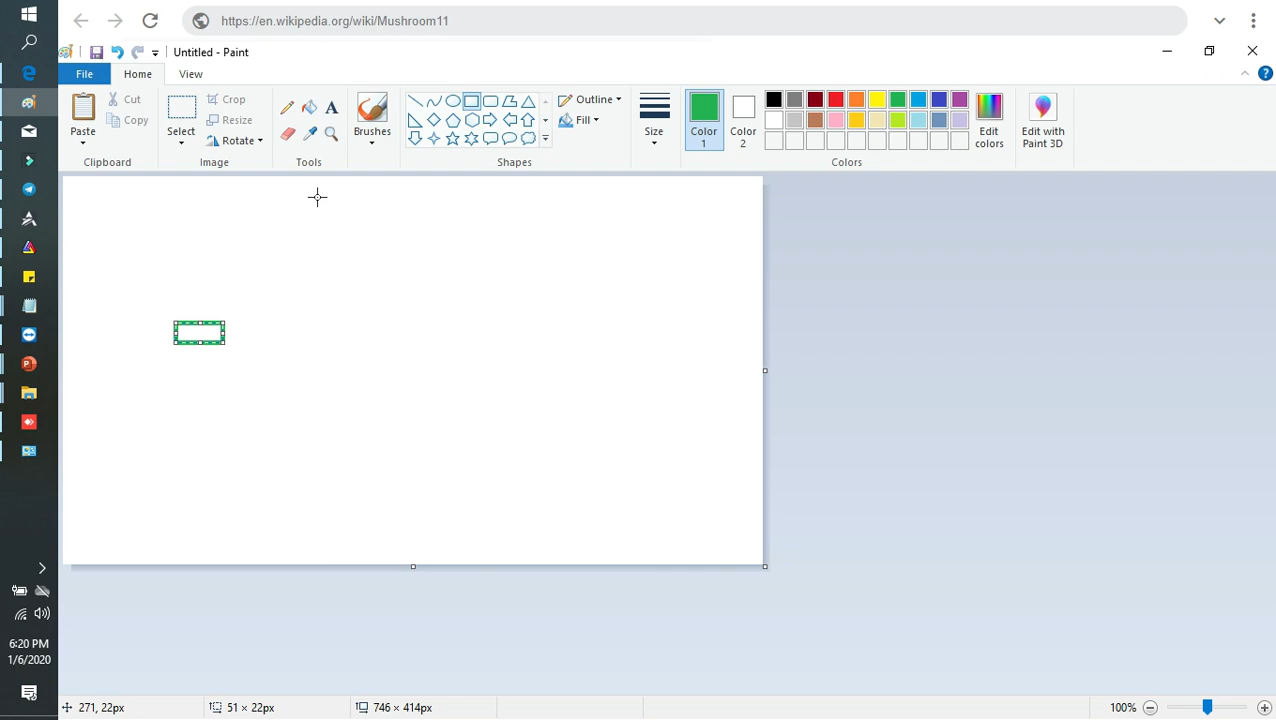 https://en.wikipedia.org/wiki/Mushroom11
Untitled - Paint
File Home View
Paste
Cut
Copy
Clipboard
Select
Crop
Resize
Rotate
Image
A
Tools
Brushes
Shapes
Outline
Fill
Size
Color
1
Color
2
Colors
Edit
colors
Edit with
Paint 3D
271, 22px 51 × 22px 746 × 414px 100%
6:20 PM
1/6/2020